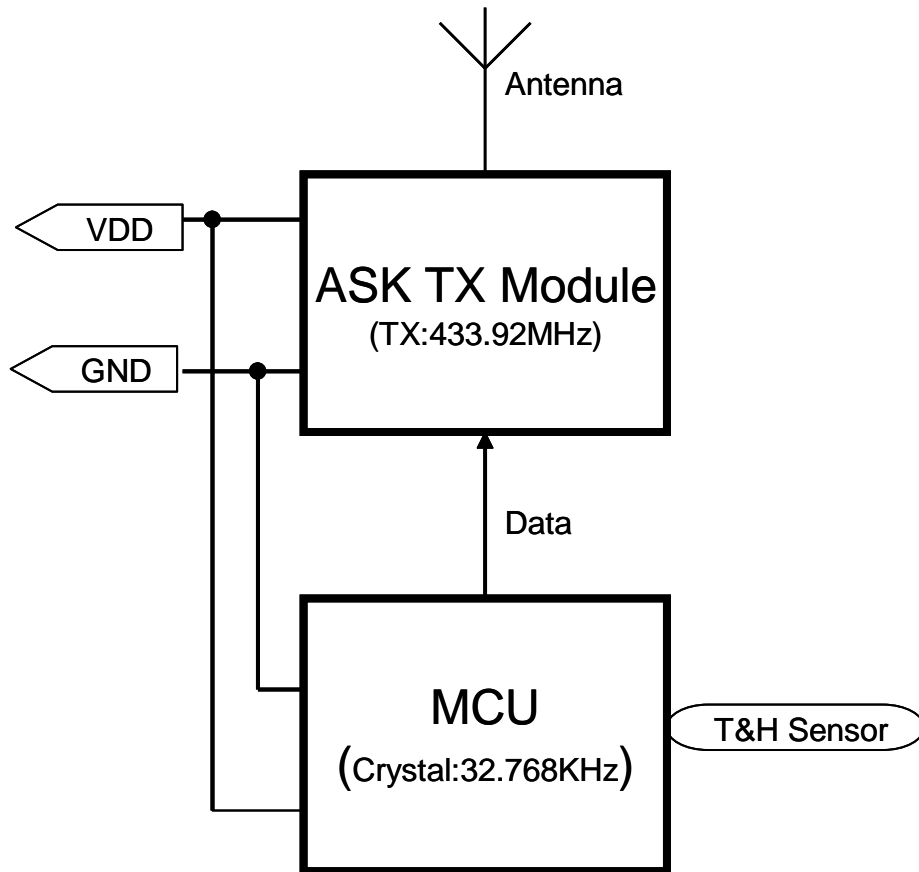 Antenna
VDD
ASK TX Module
(TX:433.92MHz)
GND
Data
MCU
(Crystal:32.768KHz)
T&H Sensor